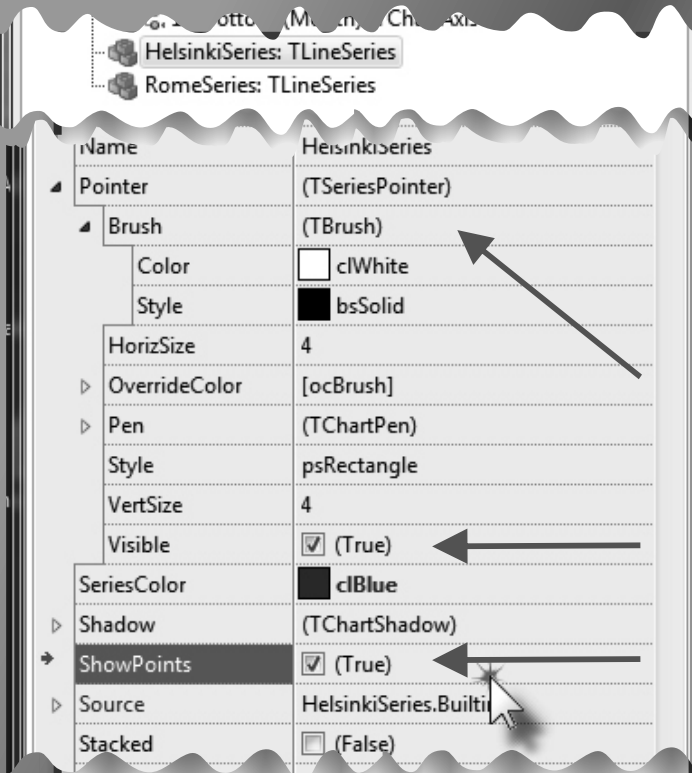 HelsinkiSeries: TLineSeries
RomeSeries: TLineSeries
Name HelsinkiSeries
Pointer (TSeriesPointer)
Brush (TBrush)
Color clWhite
Style bsSolid
HorizSize 4
OverrideColor [ocBrush]
Pen (TChartPen)
Style psRectangle
VertSize 4
Visible (True)
SeriesColor clBlue
Shadow (TChartShadow)
ShowPoints (True)
Source
Stacked (False)